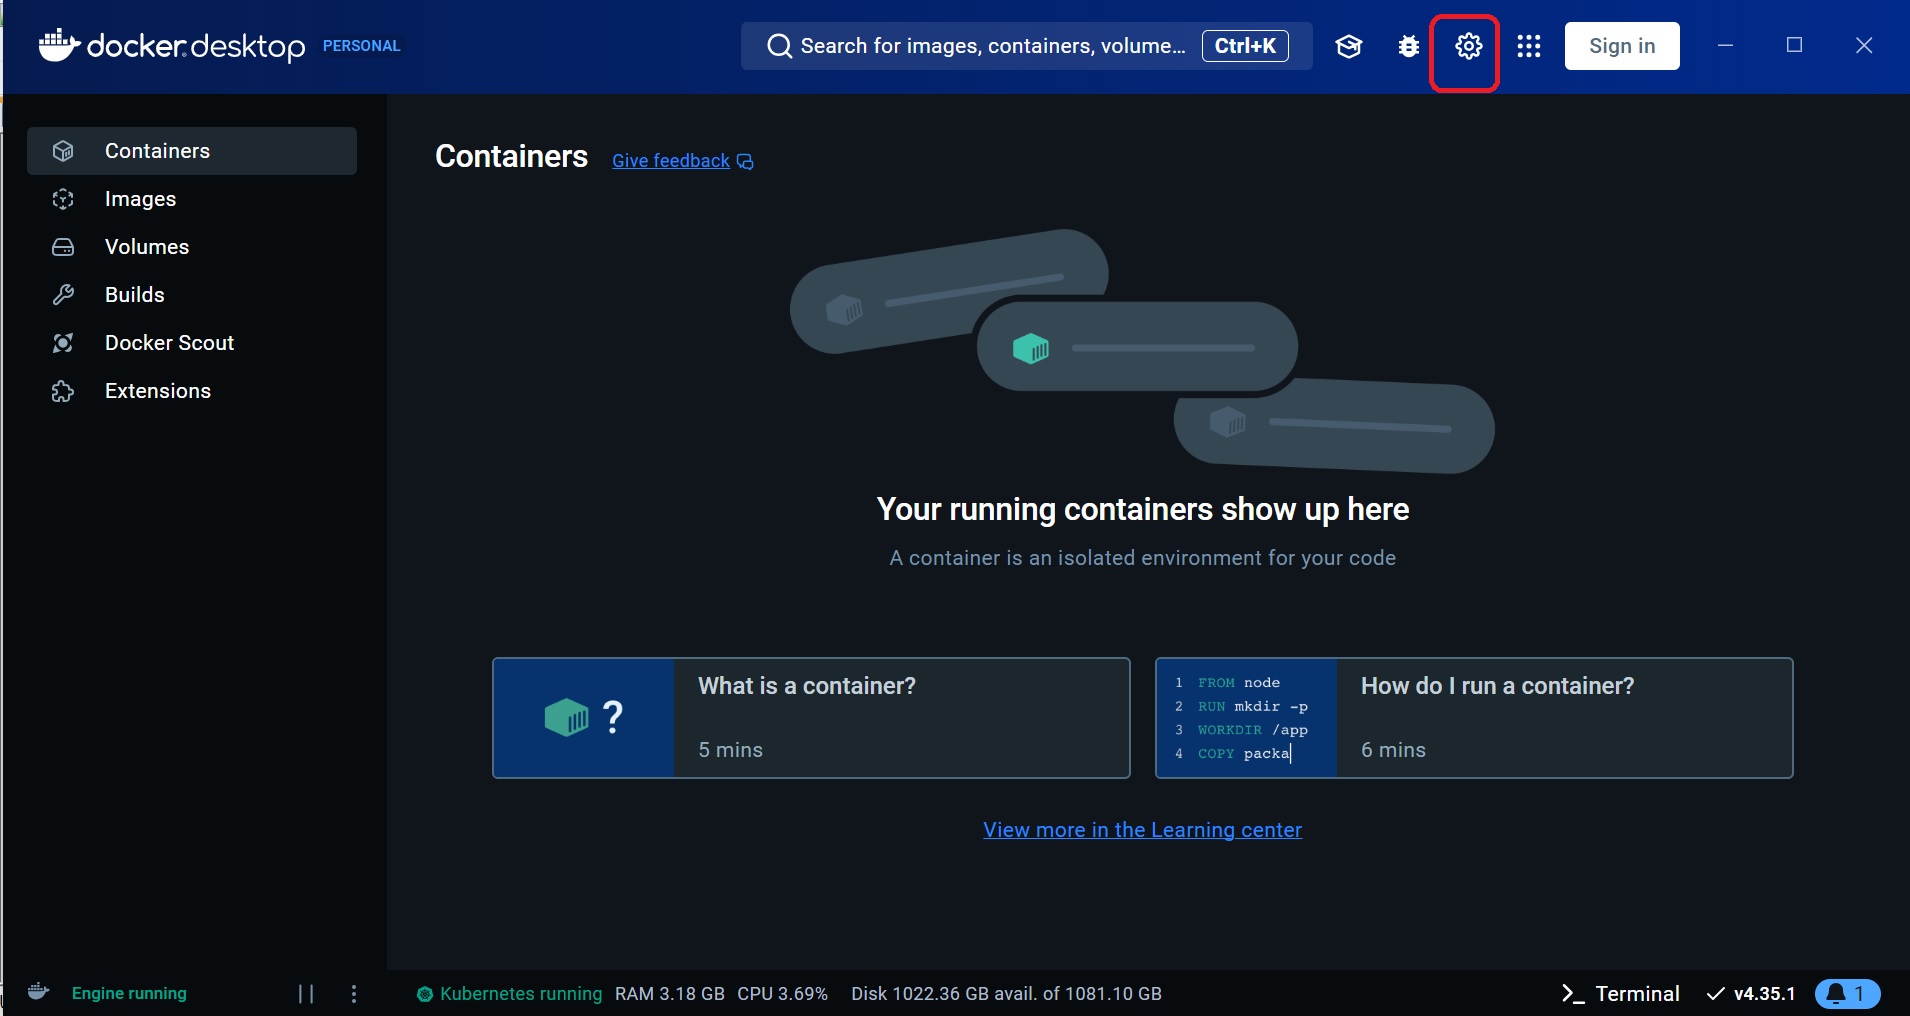 docker.desktop PERSONAL
Search for images, containers, volume... Ctrl+K
Sign in
Containers
Images
Volumes
Builds
Docker Scout
Extensions
Containers Give feedback
Your running containers show up here
A container is an isolated environment for your code
?
What is a container?
5 mins
1 FROM node
2 RUN mkdir -p
3 WORKDIR /app
4 COPY packa
How do I run a container?
6 mins
View more in the Learning center
Engine running
Kubernetes running RAM 3.18 GB CPU 3.69% Disk 1022.36 GB avail. of 1081.10 GB
Terminal v4.35.1 1